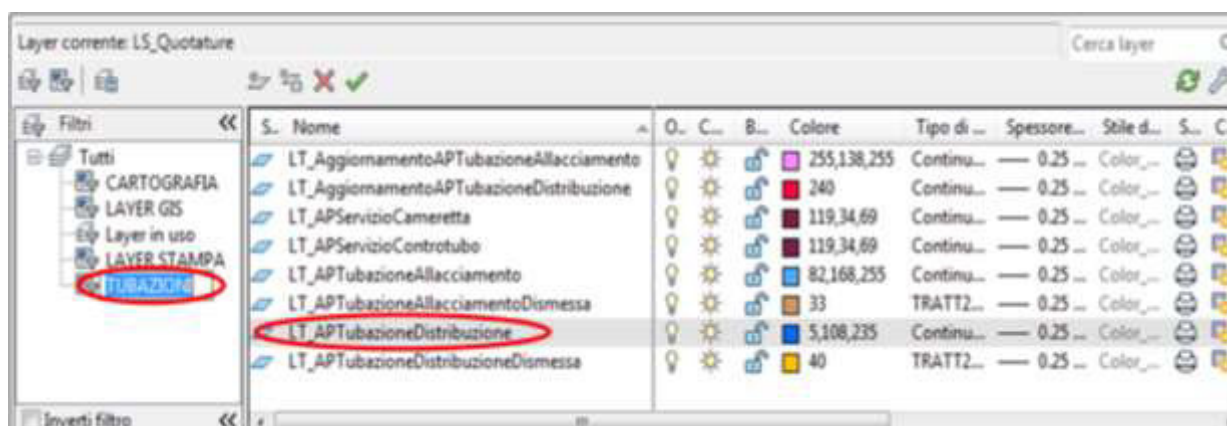 Layer corrente: LS_Quotature
Cerca layer
Filtri
Tutti
CARTOGRAFIA
LAYER GIS
Layer in uso
LAYER STAMPA
TUBAZIONI
Inverti filtro
S.. Nome O.. C... B... Colore Tipo di ... Spessore... Stile d... S... C
LT_AggiornamentoAPTubazioneAllacciamento 255,138,255 Continu... 0.25 ... Color_...
LT_AggiornamentoAPTubazioneDistribuzione 240 Continu... 0.25 ... Color_...
LT_APServizioCameretta 119,34,69 Continu... 0.25 ... Color_...
LT_APServizioControtubo 119,34,69 Continu... 0.25 ... Color_...
LT_APTubazioneAllacciamento 82,168,255 Continu... 0.25 ... Color_...
LT_APTubazioneAllacciamentoDismessa 33 TRATT2... 0.25 ... Color_...
LT_APTubazioneDistribuzione 5,108,235 Continu... 0.25 ... Color_...
LT_APTubazioneDistribuzioneDismessa 40 TRATT2... 0.25 ... Color_...